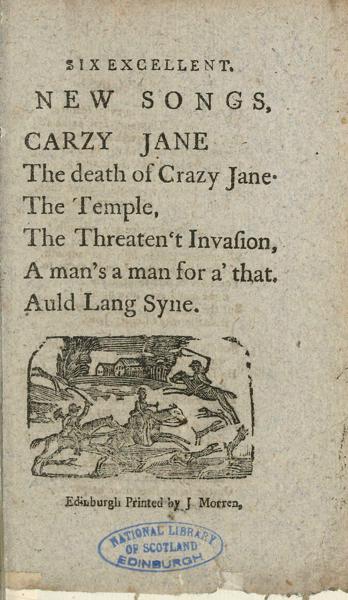 SIX EXCELLENT.
NEW SONGS,
CARZY JANE
The death of Crazy Jane.
The Temple,
The Threaten't Invaſion,
A man's a man for a' that.
Auld Lang Syne.
Edinburgh Printed by J Morren,
NATIONAL LIBRARY
OF SCOTLAND
EDINBURGH